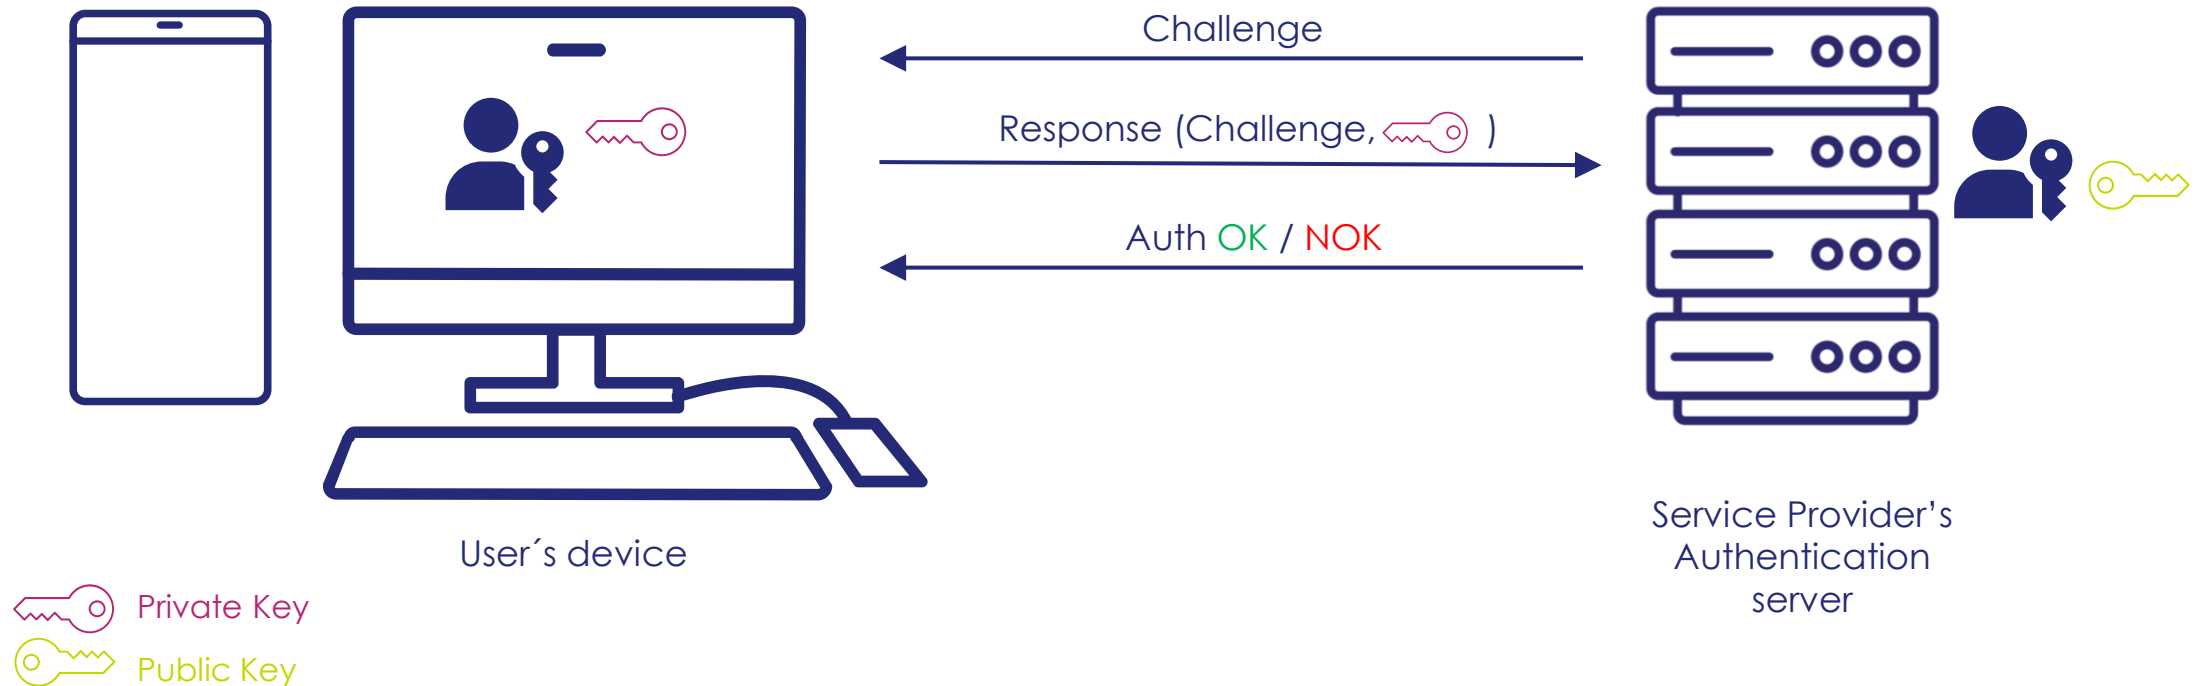 Challenge
Response (Challenge, )
Auth OK / NOK
User´s device
Service Provider’s
Authentication
server
Private Key
Public Key